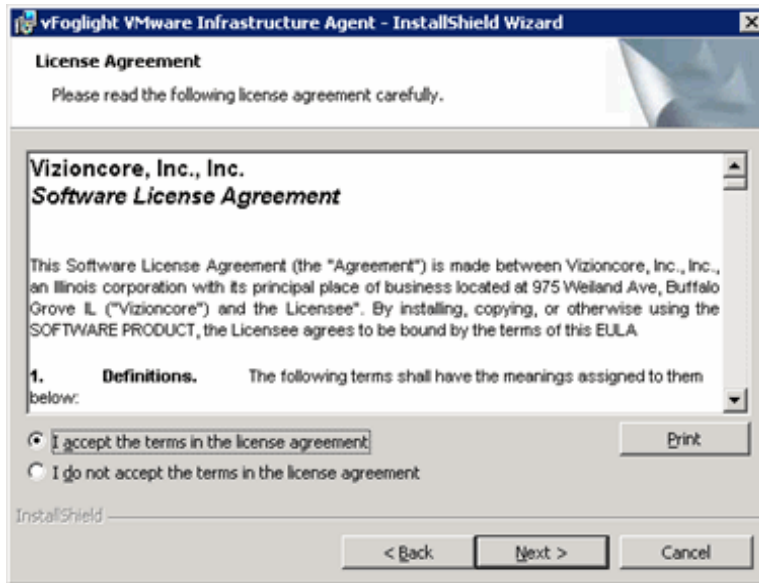 vFoglight VMware Infrastructure Agent - InstallShield Wizard
License Agreement
Please read the following license agreement carefully.
Vizioncore, Inc., Inc.
Software License Agreement
This Software License Agreement (the "Agreement") is made between Vizioncore, Inc., Inc.,
an Illinois corporation with its principal place of business located at 975 Weiland Ave, Buffalo
Grove IL ("Vizioncore") and the Licensee". By installing, copying, or otherwise using the
SOFTWARE PRODUCT, the Licensee agrees to be bound by the terms of this EULA
1. Definitions. The following terms shall have the meanings assigned to them
below:
I accept the terms in the license agreement
Print
I do not accept the terms in the license agreement
InstallShield
< Back Next > Cancel